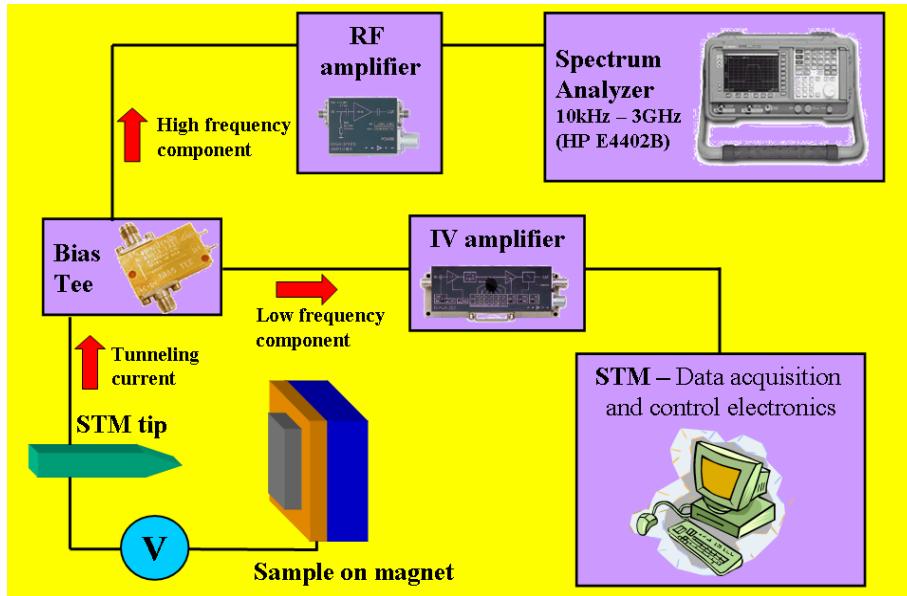 RF
amplifier
Spectrum
Analyzer
10kHz – 3GHz
(HP E4402B)
High frequency
component
Bias
Tee
IV amplifier
Low frequency
component
Tunneling
current
STM tip
STM – Data acquisition
and control electronics
V
Sample on magnet